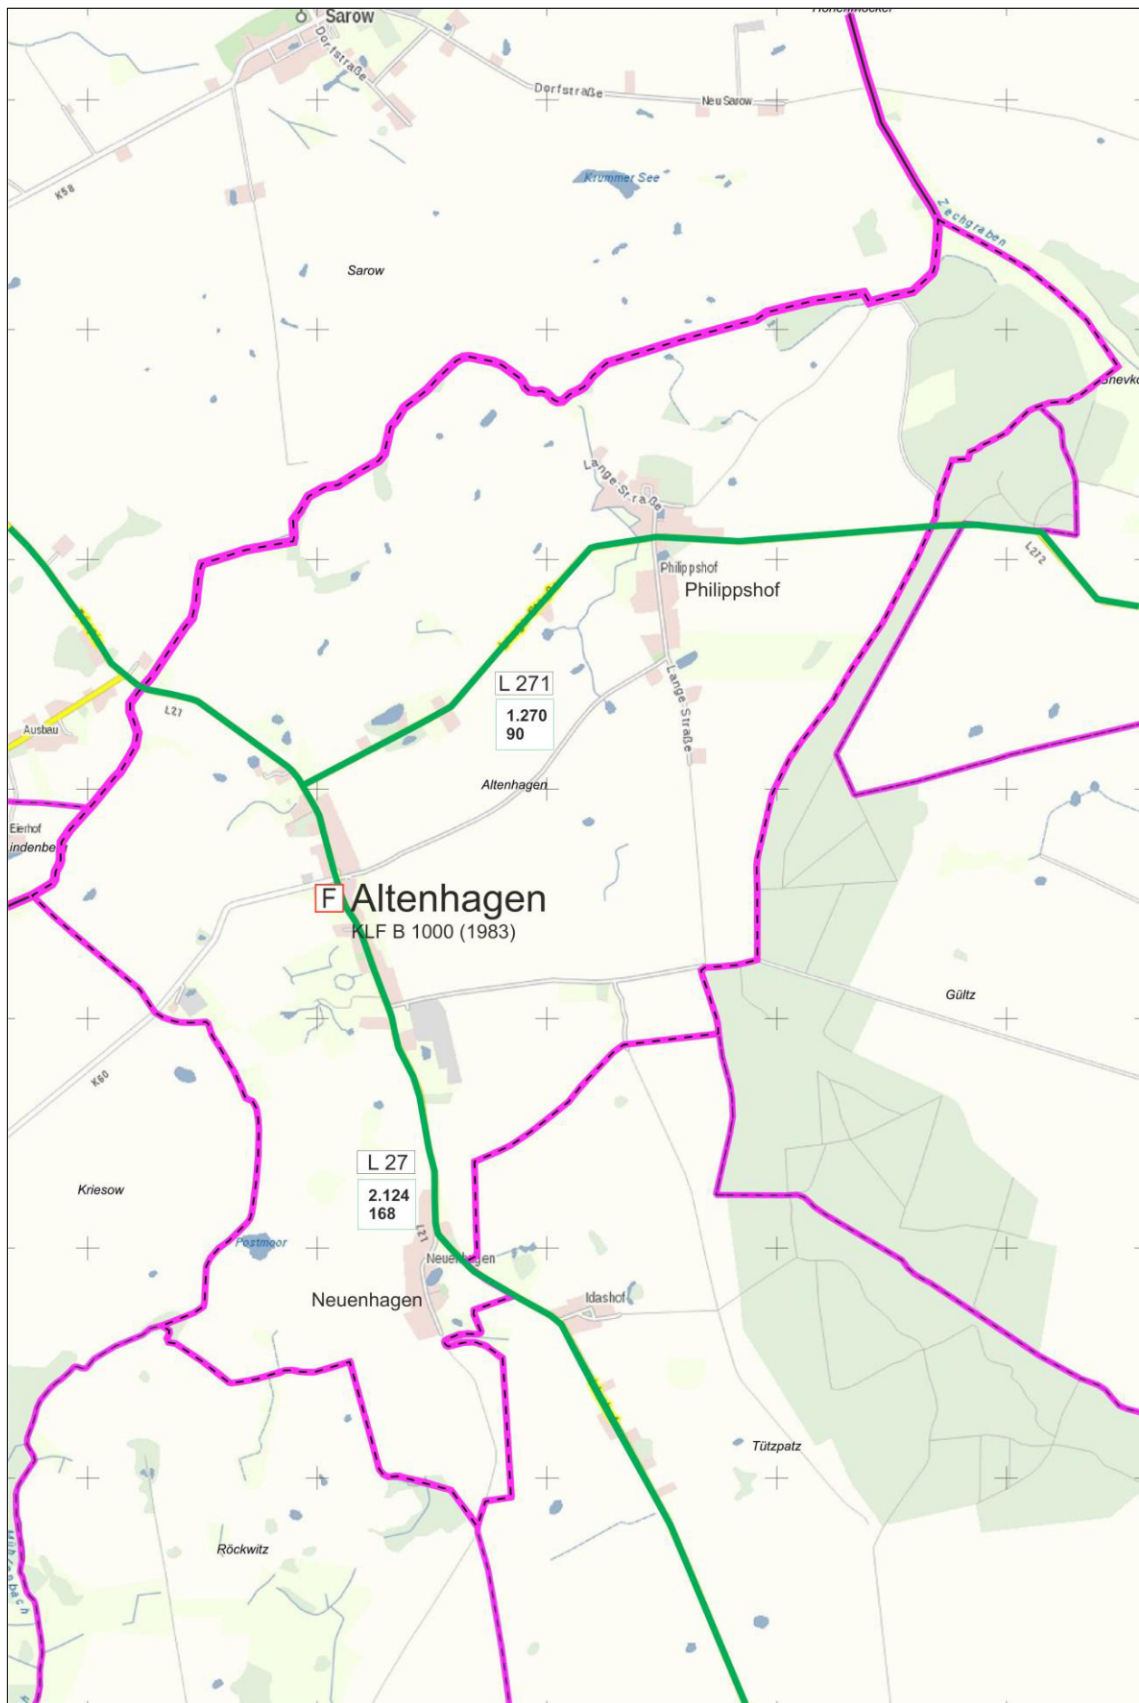 Sarow
Dorfstraße
Dorfstraße
Neu Sarow
K58
Krummer See
Zechgraben
Sarow
Lange Straße
L272
Philippshof
Philippshof
L 271
1.270
90
Lange Straße
L27
Ausbau
Altenhagen
Eierhof
F Altenhagen
KLF B 1000 (1983)
Gültz
K60
L 27
2.124
168
Kriesow
Postmoor
L21
Neuenhagen
Neuenhagen
Idashof
Tützpatz
Röckwitz